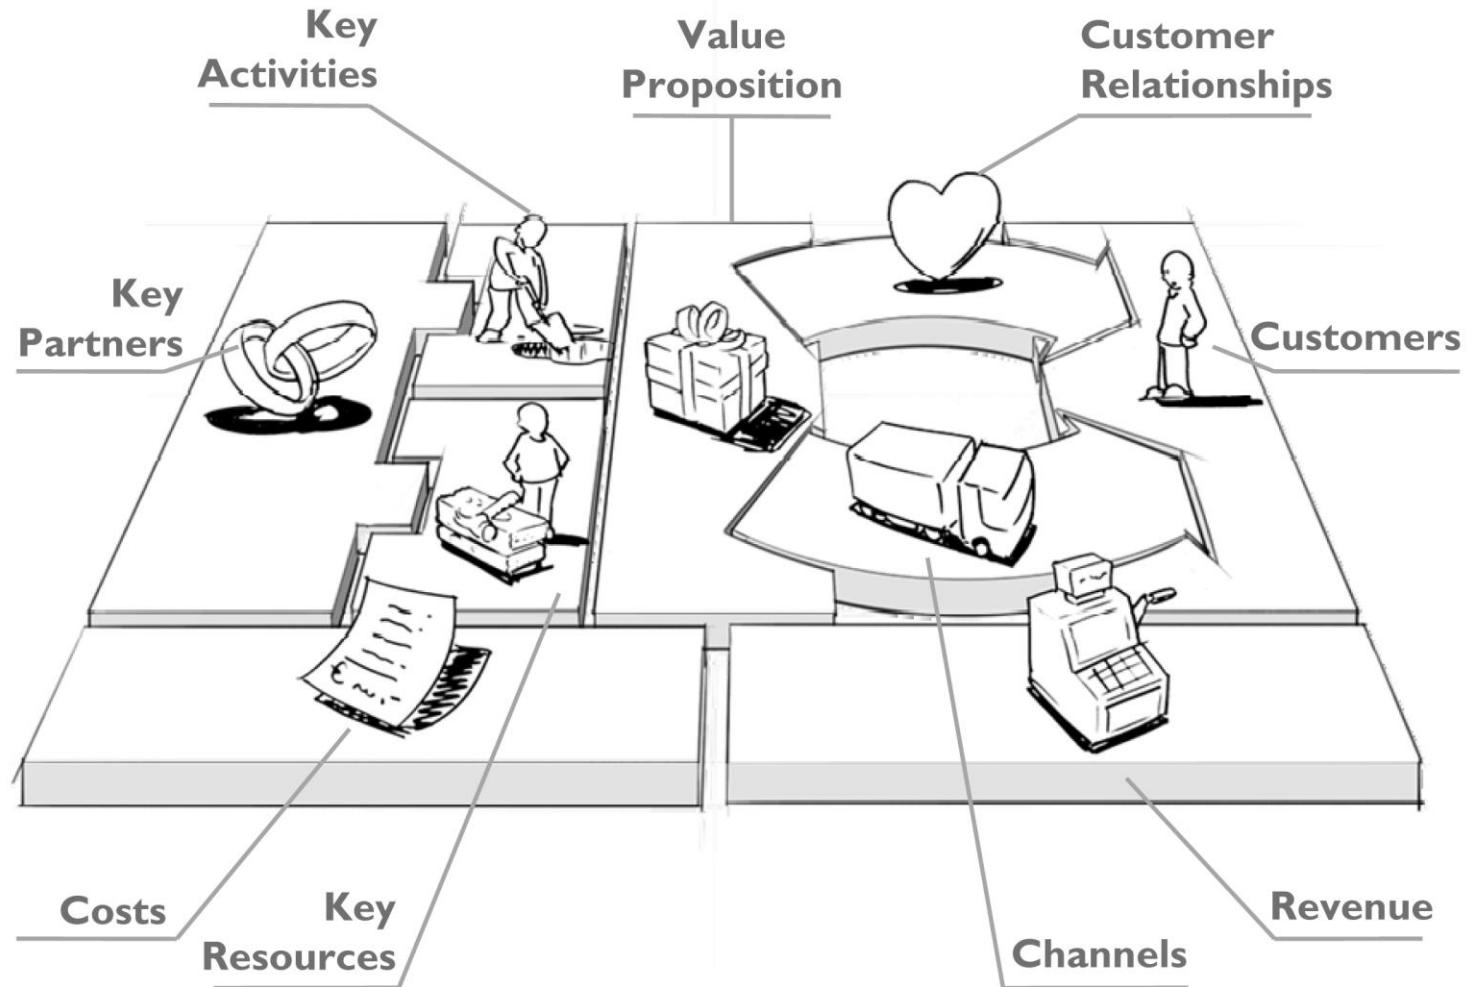 Key
Activities
Value
Proposition
Customer
Relationships
Key
Partners
Customers
€
Costs
Key
Resources
Channels
Revenue